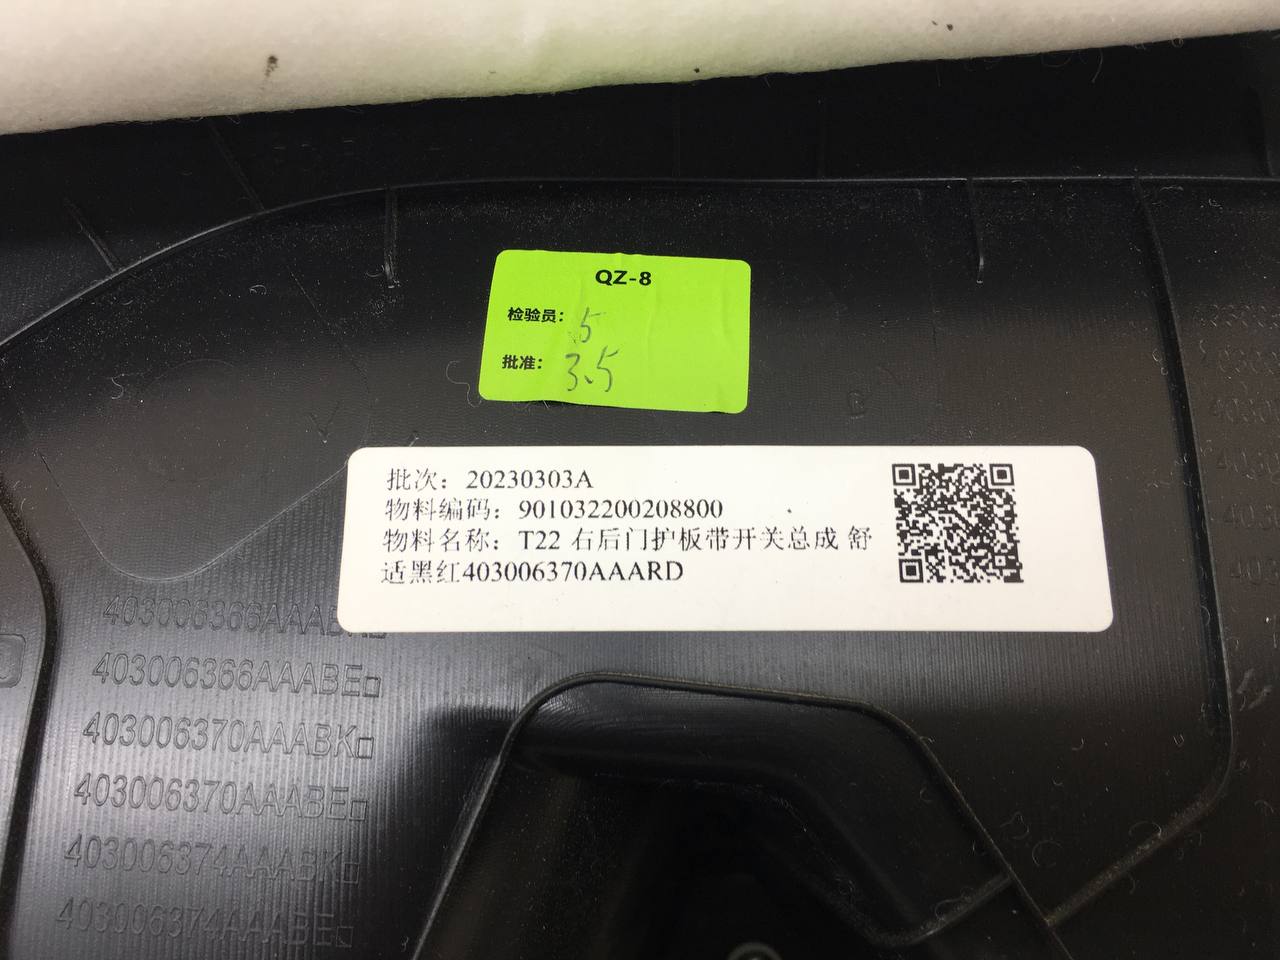 QZ-8
检验员：5
批准：3.5
批次：20230303A
物料编码：901032200208800
物料名称：T22 右后门护板带开关总成 舒
适黑红403006370AAARD
403006366AAAB
403006366AAABE
403006370AAABK
403006370AAABE
403006374AAABK
403006374AAABE